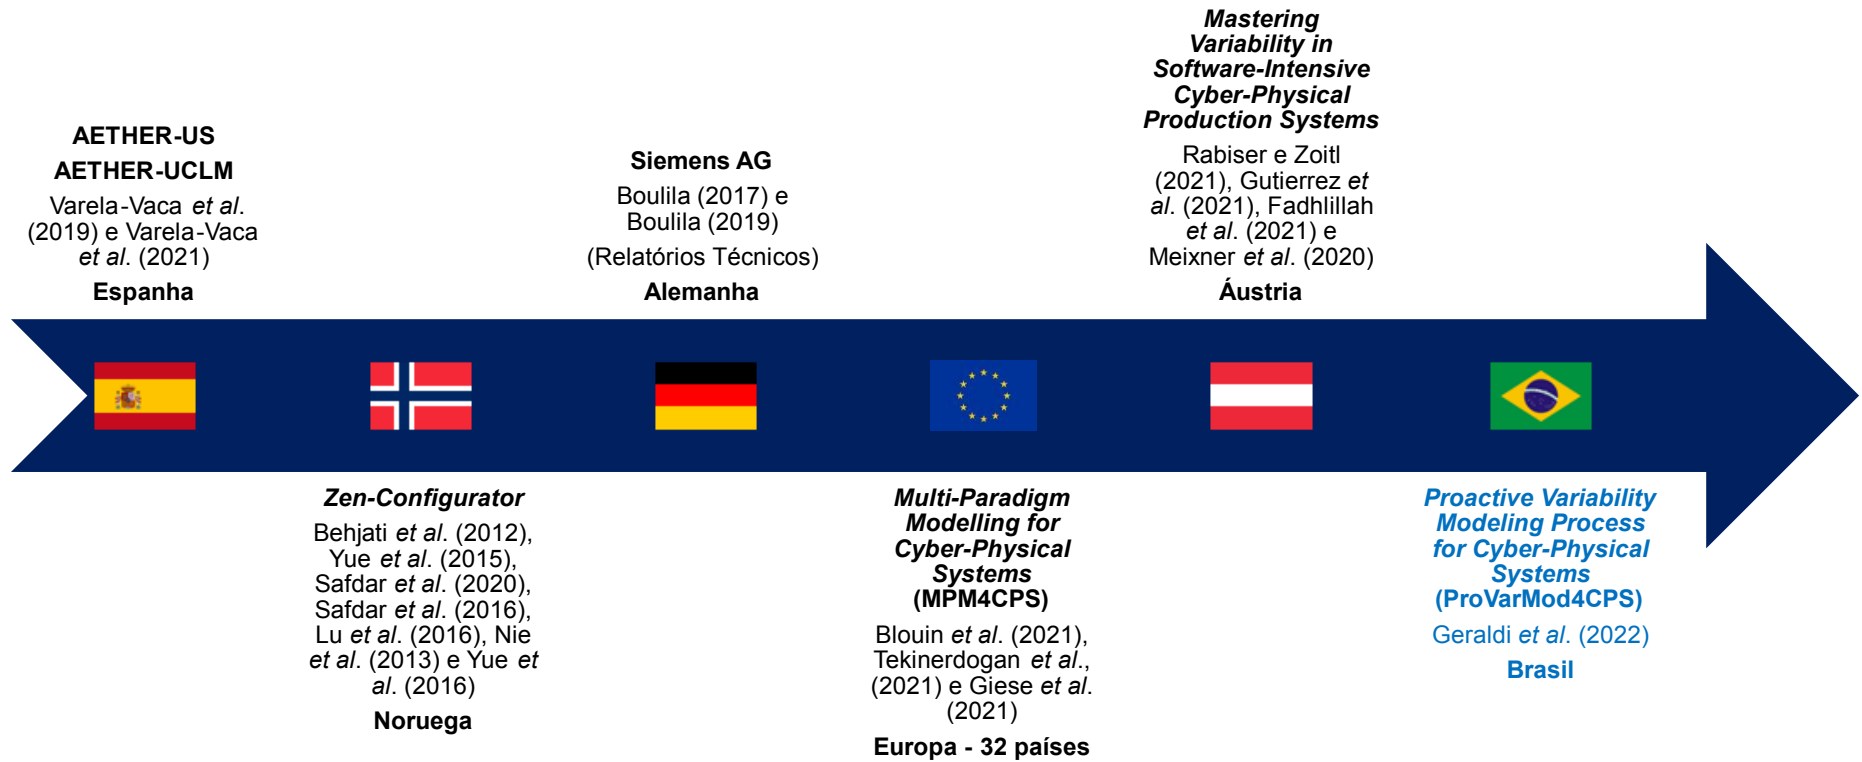 AETHER-US
AETHER-UCLM
Varela-Vaca et al.
(2019) e Varela-Vaca
et al. (2021)
Espanha
Zen-Configurator
Behjati et al. (2012),
Yue et al. (2015),
Safdar et al. (2020),
Safdar et al. (2016),
Lu et al. (2016), Nie
et al. (2013) e Yue et
al. (2016)
Noruega
Siemens AG
Boulila (2017) e
Boulila (2019)
(Relatórios Técnicos)
Alemanha
Multi-Paradigm
Modelling for
Cyber-Physical
Systems
(MPM4CPS)
Blouin et al. (2021),
Tekinerdogan et al.,
(2021) e Giese et al.
(2021)
Europa - 32 países
Mastering
Variability in
Software-Intensive
Cyber-Physical
Production Systems
Rabiser e Zoitl
(2021), Gutierrez et
al. (2021), Fadhlillah
et al. (2021) e
Meixner et al. (2020)
Áustria
Proactive Variability
Modeling Process
for Cyber-Physical
Systems
(ProVarMod4CPS)
Geraldi et al. (2022)
Brasil